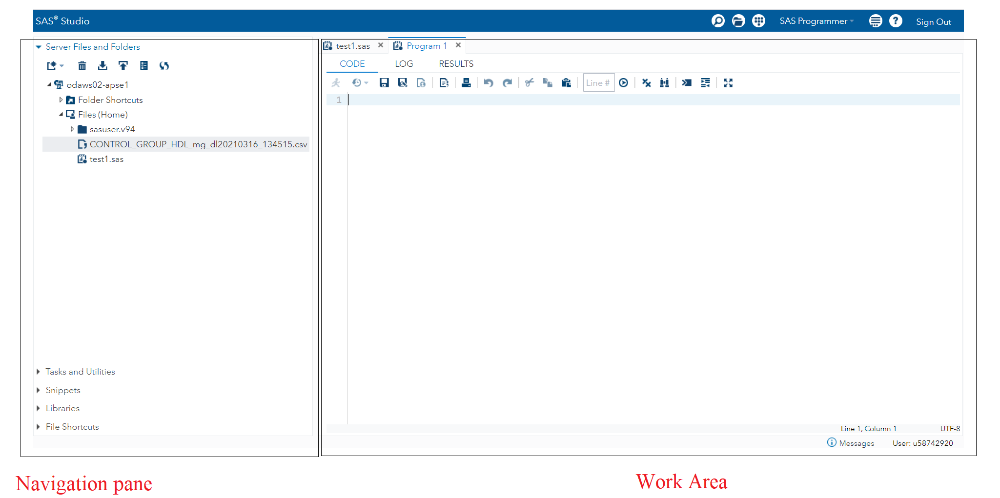 SAS® Studio
SAS Programmer
Sign Out
Server Files and Folders
odaws02-apse1
Folder Shortcuts
Files (Home)
sasuser.v94
CONTROL_GROUP_HDL_mg_dl20210316_134515.csv
test1.sas
Tasks and Utilities
Snippets
Libraries
File Shortcuts
test1.sas
Program 1
CODE LOG RESULTS
Line #
1
Line 1, Column 1
UTF-8
Messages
User: u58742920
Navigation pane
Work Area